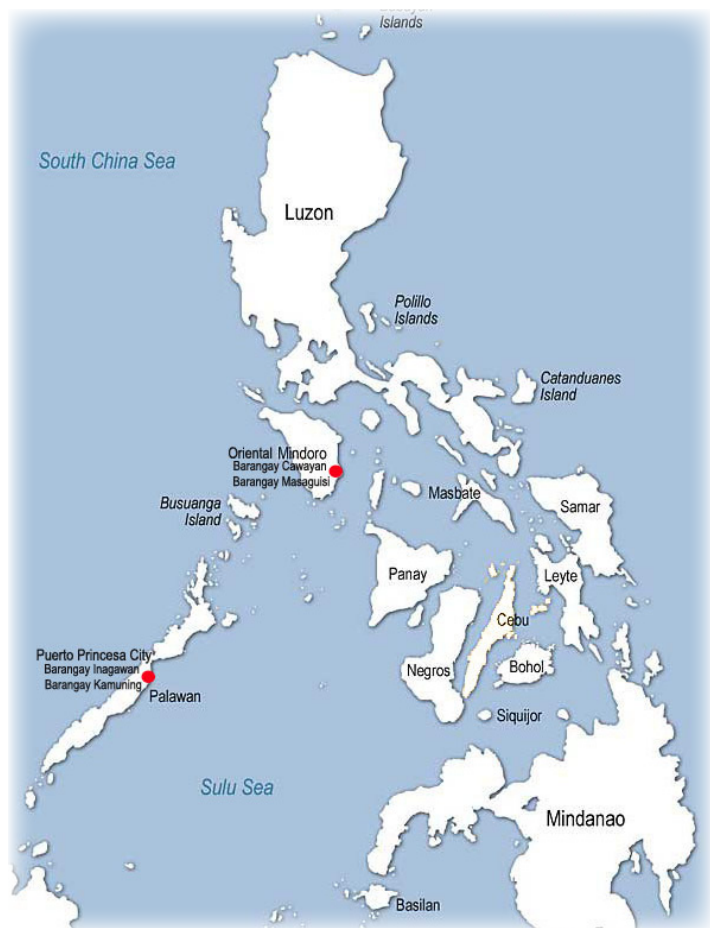 Islands
South China Sea
Luzon
Polillo
Islands
Catanduanes
Island
Oriental Mindoro
Barangay Cawayan
Barangay Masaguisi
Masbate
Busuanga
Island
Samar
Panay
Leyte
Cebu
Puerto Princesa City
Barangay Inagawan
Barangay Kamuning
Palawan
Negros
Bohol
Siquijor
Sulu Sea
Mindanao
Basilan